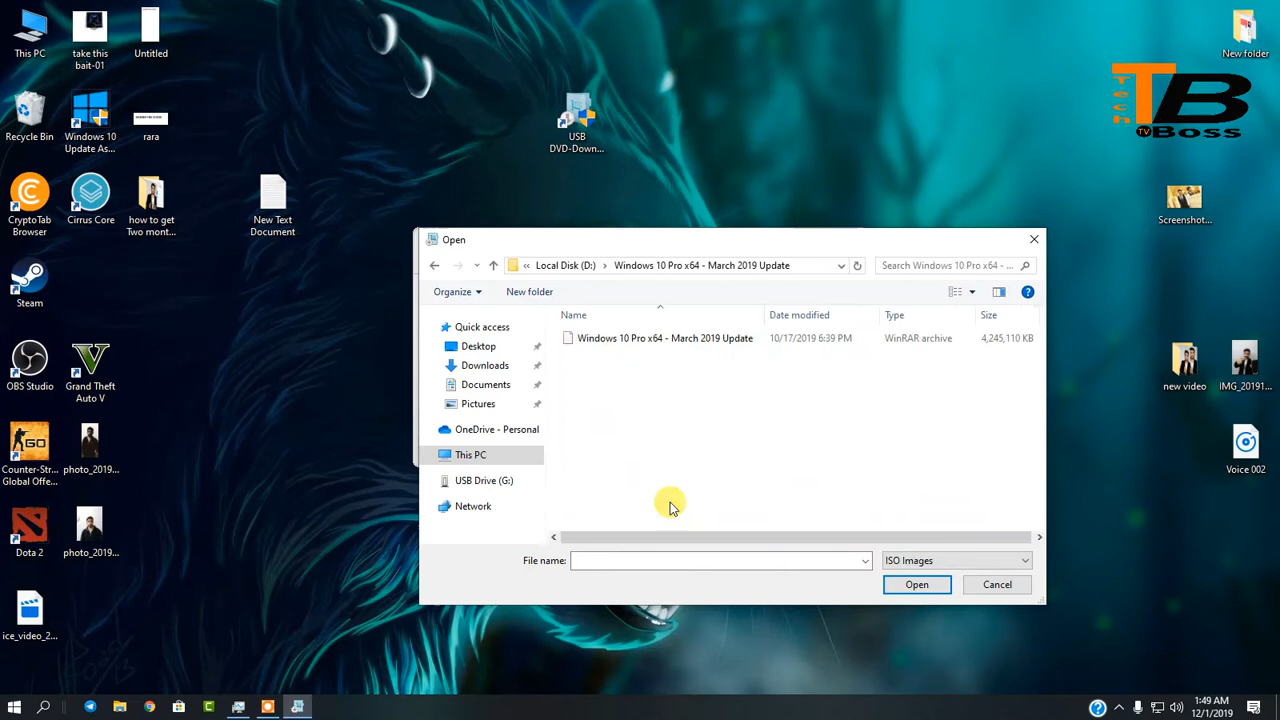 This PC
take this
bait-01
Untitled
New folder
Tech
TB
TV Boss
Recycle Bin
Windows 10
Update As...
rara
USB
DVD-Down...
CryptoTab
Browser
Cirrus Core
how to get
Two mont...
New Text
Document
Screenshot...
Steam
Open
« Local Disk (D:) › Windows 10 Pro x64 - March 2019 Update
Search Windows 10 Pro x64 - ...
Organize
New folder
Name
Date modified
Type
Size
Windows 10 Pro x64 - March 2019 Update
10/17/2019 6:39 PM
WinRAR archive
4,245,110 KB
Quick access
Desktop
Downloads
Documents
Pictures
OneDrive - Personal
This PC
USB Drive (G:)
Network
File name:
ISO Images
Open
Cancel
OBS Studio
Grand Theft
Auto V
new video
IMG_20191...
Counter-Str...
Global Offe...
photo_2019...
Voice 002
Dota 2
photo_2019...
ice_video_2...
1:49 AM
12/1/2019